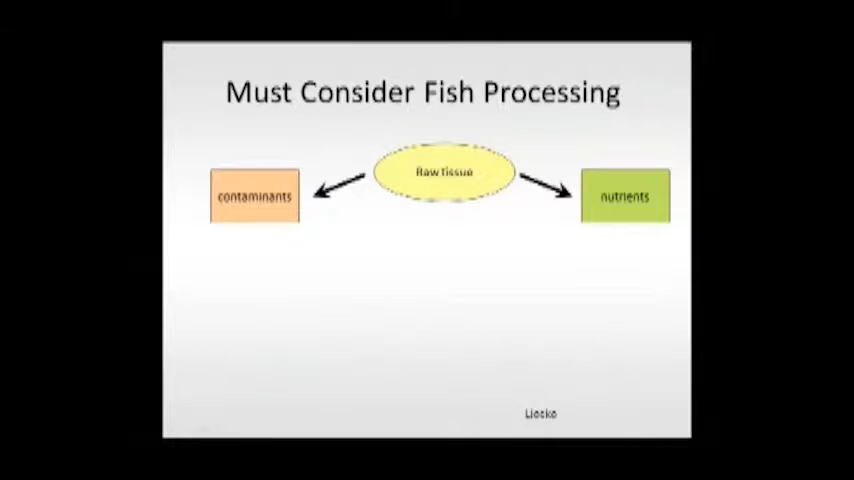 Must Consider Fish Processing
Raw Tissue
contaminants
nutrients